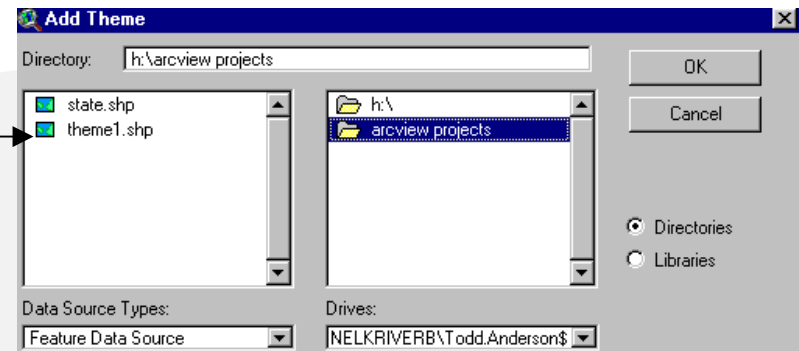 Add Theme
Directory: h:\arcview projects
OK
Cancel
state.shp
theme1.shp
h:\
arcview projects
Directories
Libraries
Data Source Types:
Feature Data Source
Drives:
NELKRIVERB\Todd.Anderson$